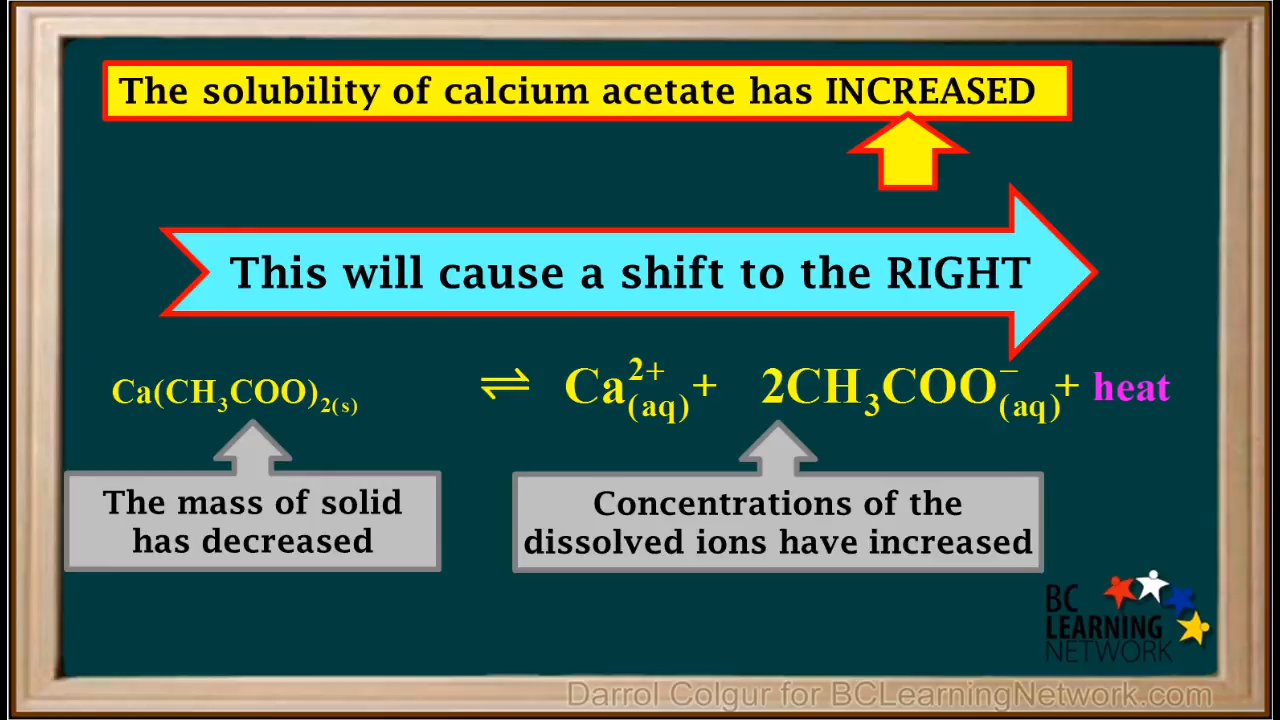 The solubility of calcium acetate has INCREASED
This will cause a shift to the RIGHT
Ca(CH₃COO)₂(s) ⇌ Ca²⁺(aq) + 2CH₃COO⁻(aq) + heat
The mass of solid
has decreased
Concentrations of the
dissolved ions have increased
BC
LEARNING
NETWORK
Darrol Colgur for BCLearningNetwork.com